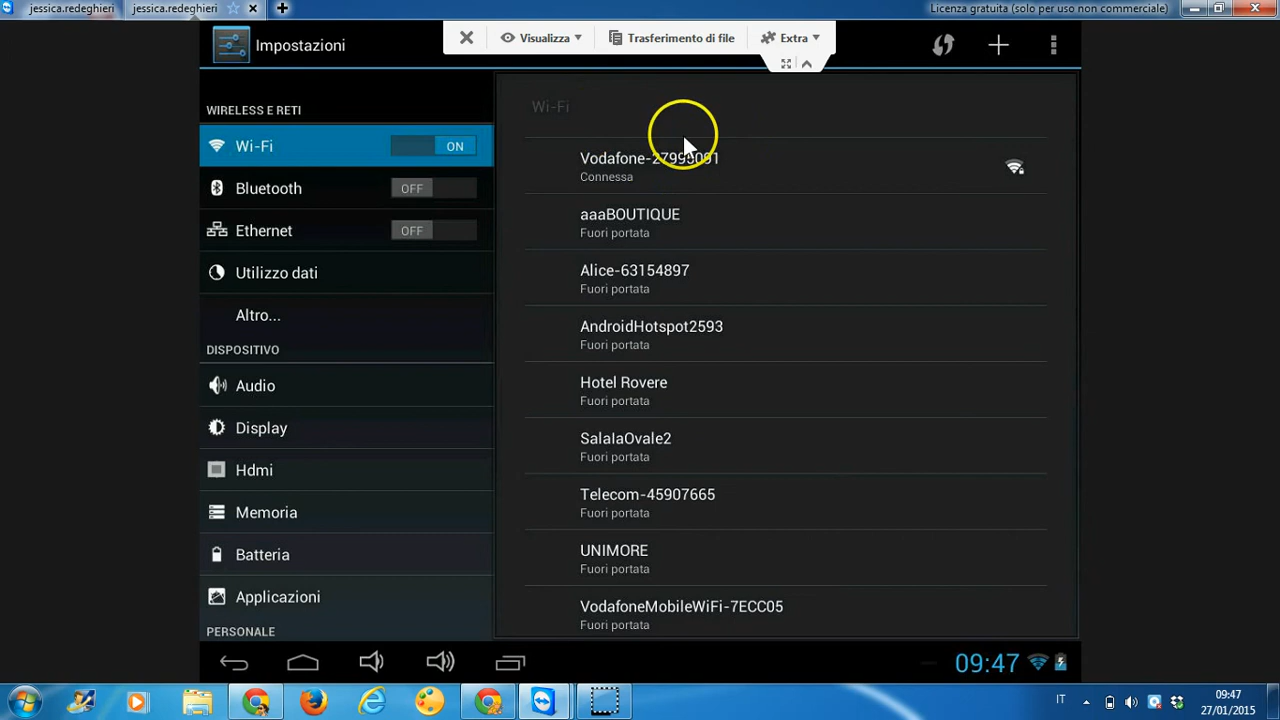 jessica.redeghieri
jessica.redeghieri
Licenza gratuita (solo per uso non commerciale)
Impostazioni
Visualizza
Trasferimento di file
Extra
WIRELESS E RETI
Wi-Fi
ON
Bluetooth
OFF
Ethernet
OFF
Utilizzo dati
Altro...
DISPOSITIVO
Audio
Display
Hdmi
Memoria
Batteria
Applicazioni
PERSONALE
Wi-Fi
Connessa
aaaBOUTIQUE
Fuori portata
Alice-63154897
Fuori portata
AndroidHotspot2593
Fuori portata
Hotel Rovere
Fuori portata
SalaIaOvale2
Fuori portata
Telecom-45907665
Fuori portata
UNIMORE
Fuori portata
VodafoneMobileWiFi-7ECC05
Fuori portata
09:47
IT
09:47
27/01/2015